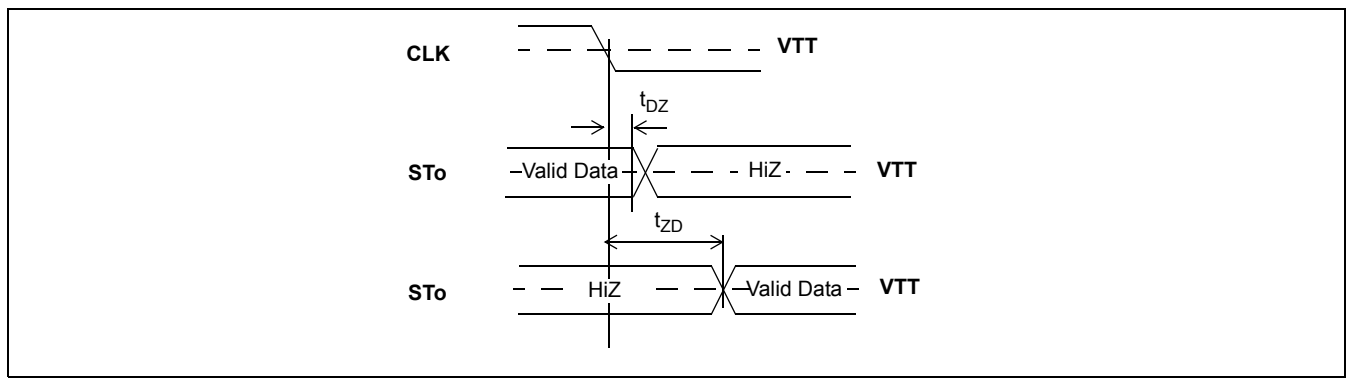 CLK VTT
tDZ
STo Valid Data HiZ VTT
tZD
STo HiZ Valid Data VTT